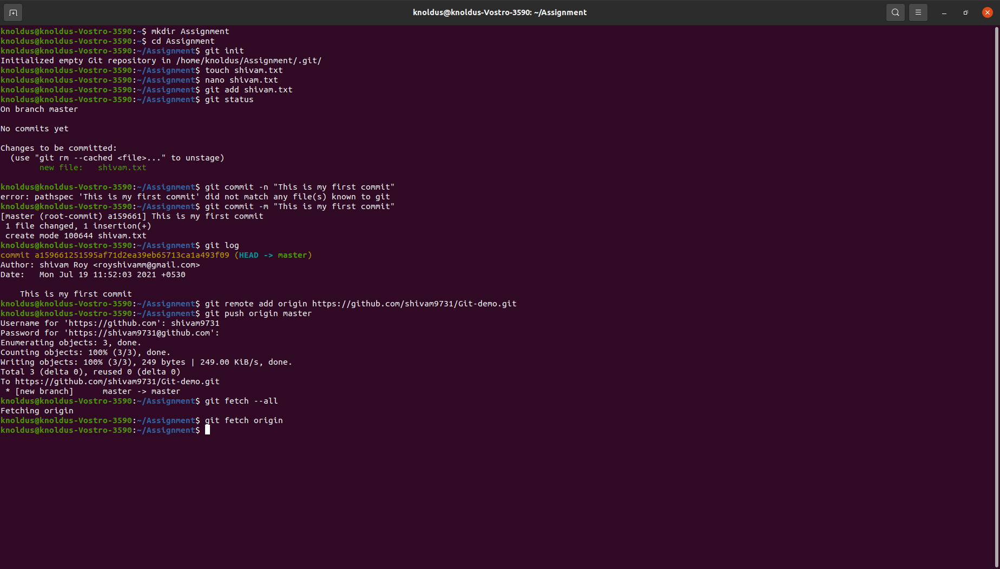 knoldus@knoldus-Vostro-3590: ~/Assignment
knoldus@knoldus-Vostro-3590:~$ mkdir Assignment
knoldus@knoldus-Vostro-3590:~$ cd Assignment
knoldus@knoldus-Vostro-3590:~/Assignment$ git init
Initialized empty Git repository in /home/knoldus/Assignment/.git/
knoldus@knoldus-Vostro-3590:~/Assignment$ touch shivam.txt
knoldus@knoldus-Vostro-3590:~/Assignment$ nano shivam.txt
knoldus@knoldus-Vostro-3590:~/Assignment$ git add shivam.txt
knoldus@knoldus-Vostro-3590:~/Assignment$ git status
On branch master

No commits yet

Changes to be committed:
  (use "git rm --cached <file>..." to unstage)
        new file:   shivam.txt

knoldus@knoldus-Vostro-3590:~/Assignment$ git commit -n "This is my first commit"
error: pathspec 'This is my first commit' did not match any file(s) known to git
knoldus@knoldus-Vostro-3590:~/Assignment$ git commit -m "This is my first commit"
[master (root-commit) a159661] This is my first commit
 1 file changed, 1 insertion(+)
 create mode 100644 shivam.txt
knoldus@knoldus-Vostro-3590:~/Assignment$ git log
commit a159661251595af71d2ea39eb65713ca1a493f09 (HEAD -> master)
Author: shivam Roy <royshivamm@gmail.com>
Date:   Mon Jul 19 11:52:03 2021 +0530

    This is my first commit
knoldus@knoldus-Vostro-3590:~/Assignment$ git remote add origin https://github.com/shivam9731/Git-demo.git
knoldus@knoldus-Vostro-3590:~/Assignment$ git push origin master
Username for 'https://github.com': shivam9731
Password for 'https://shivam9731@github.com':
Enumerating objects: 3, done.
Counting objects: 100% (3/3), done.
Writing objects: 100% (3/3), 249 bytes | 249.00 KiB/s, done.
Total 3 (delta 0), reused 0 (delta 0)
To https://github.com/shivam9731/Git-demo.git
 * [new branch]      master -> master
knoldus@knoldus-Vostro-3590:~/Assignment$ git fetch --all
Fetching origin
knoldus@knoldus-Vostro-3590:~/Assignment$ git fetch origin
knoldus@knoldus-Vostro-3590:~/Assignment$